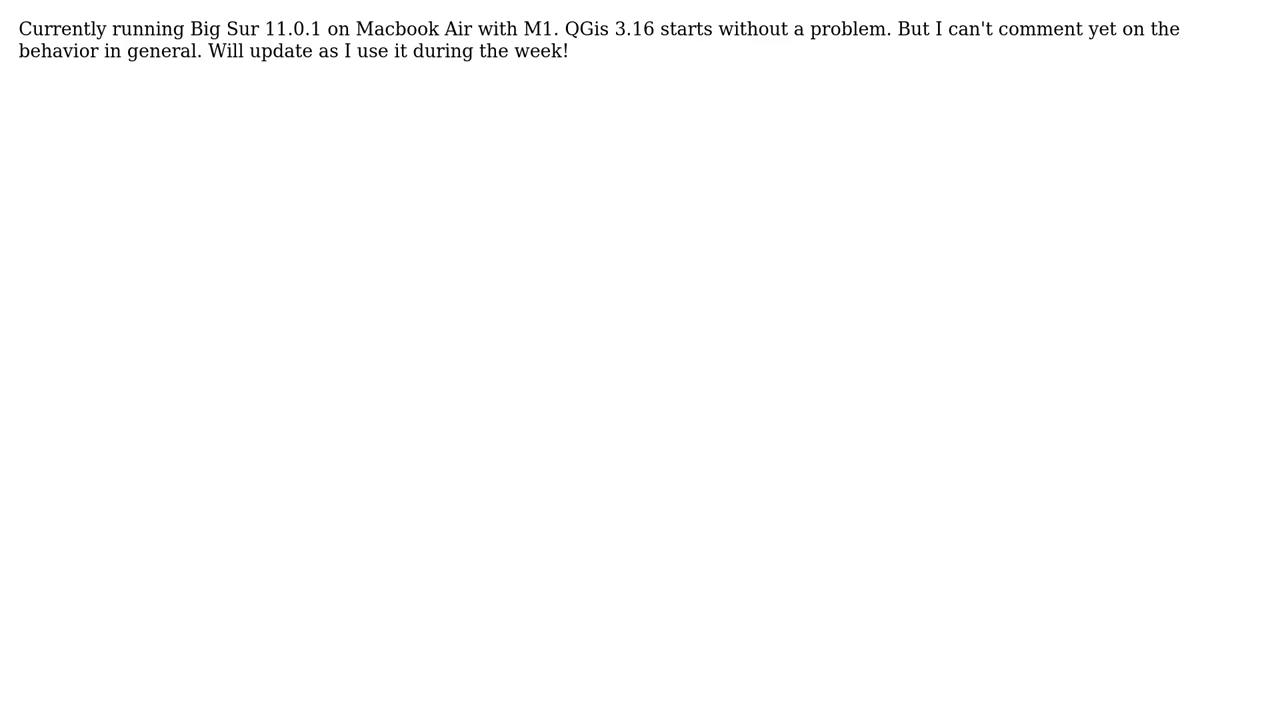 Currently running Big Sur 11.0.1 on Macbook Air with M1. QGis 3.16 starts without a problem. But I can't comment yet on the
behavior in general. Will update as I use it during the week!